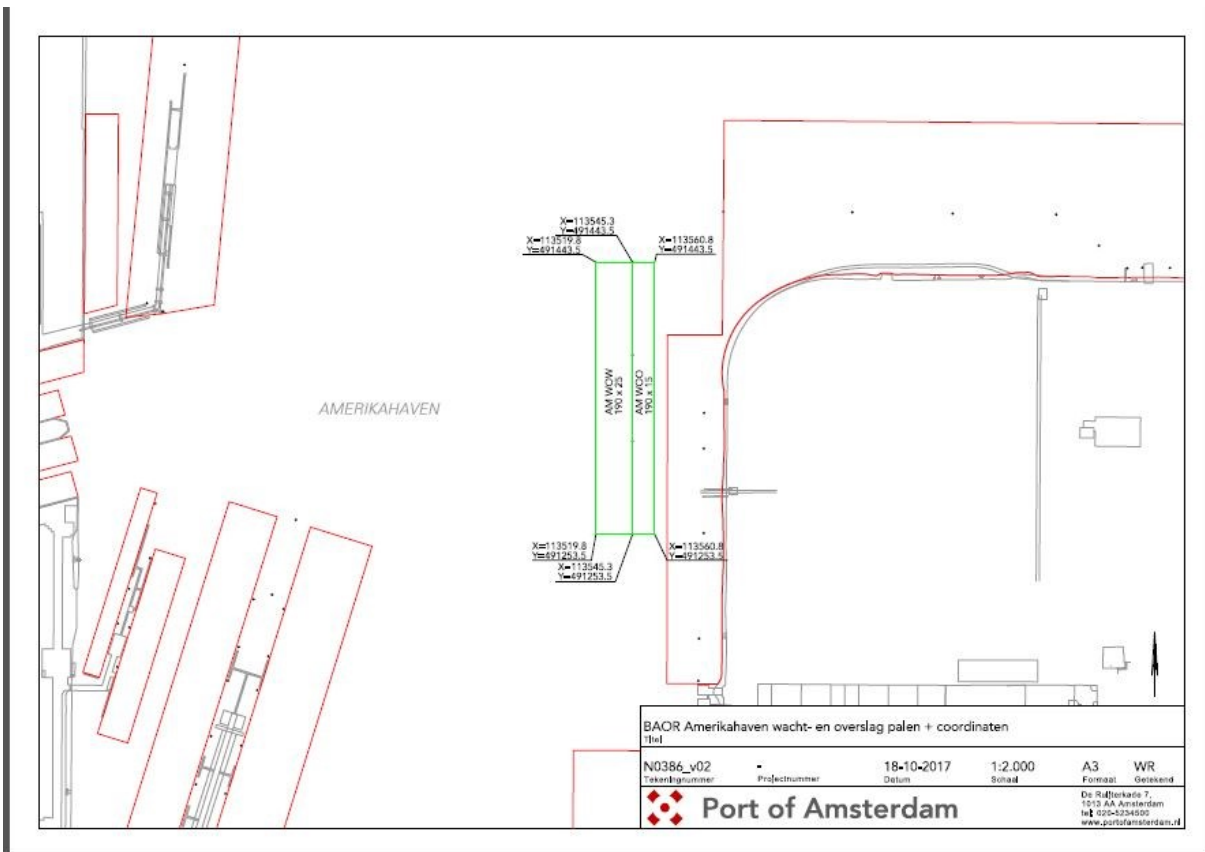 X=113545.3
Y=491443.5
X=113519.8
Y=491443.5
X=113560.8
Y=491443.5
AM WOW
190 x 25
AM WOO
190 x 15
AMERIKAHAVEN
X=113519.8
Y=491253.5
X=113560.8
Y=491253.5
X=113545.3
Y=491253.5
BAOR Amerikahaven wacht- en overslag palen + coordinaten
Titel
N0386_v02 - 18-10-2017 1:2.000 A3 WR
Tekeningnummer Projectnummer Datum Schaal Formaat Getekend
Port of Amsterdam
De Ruijterkade 7,
1013 AA Amsterdam
tel: 020-5234500
www.portofamsterdam.nl